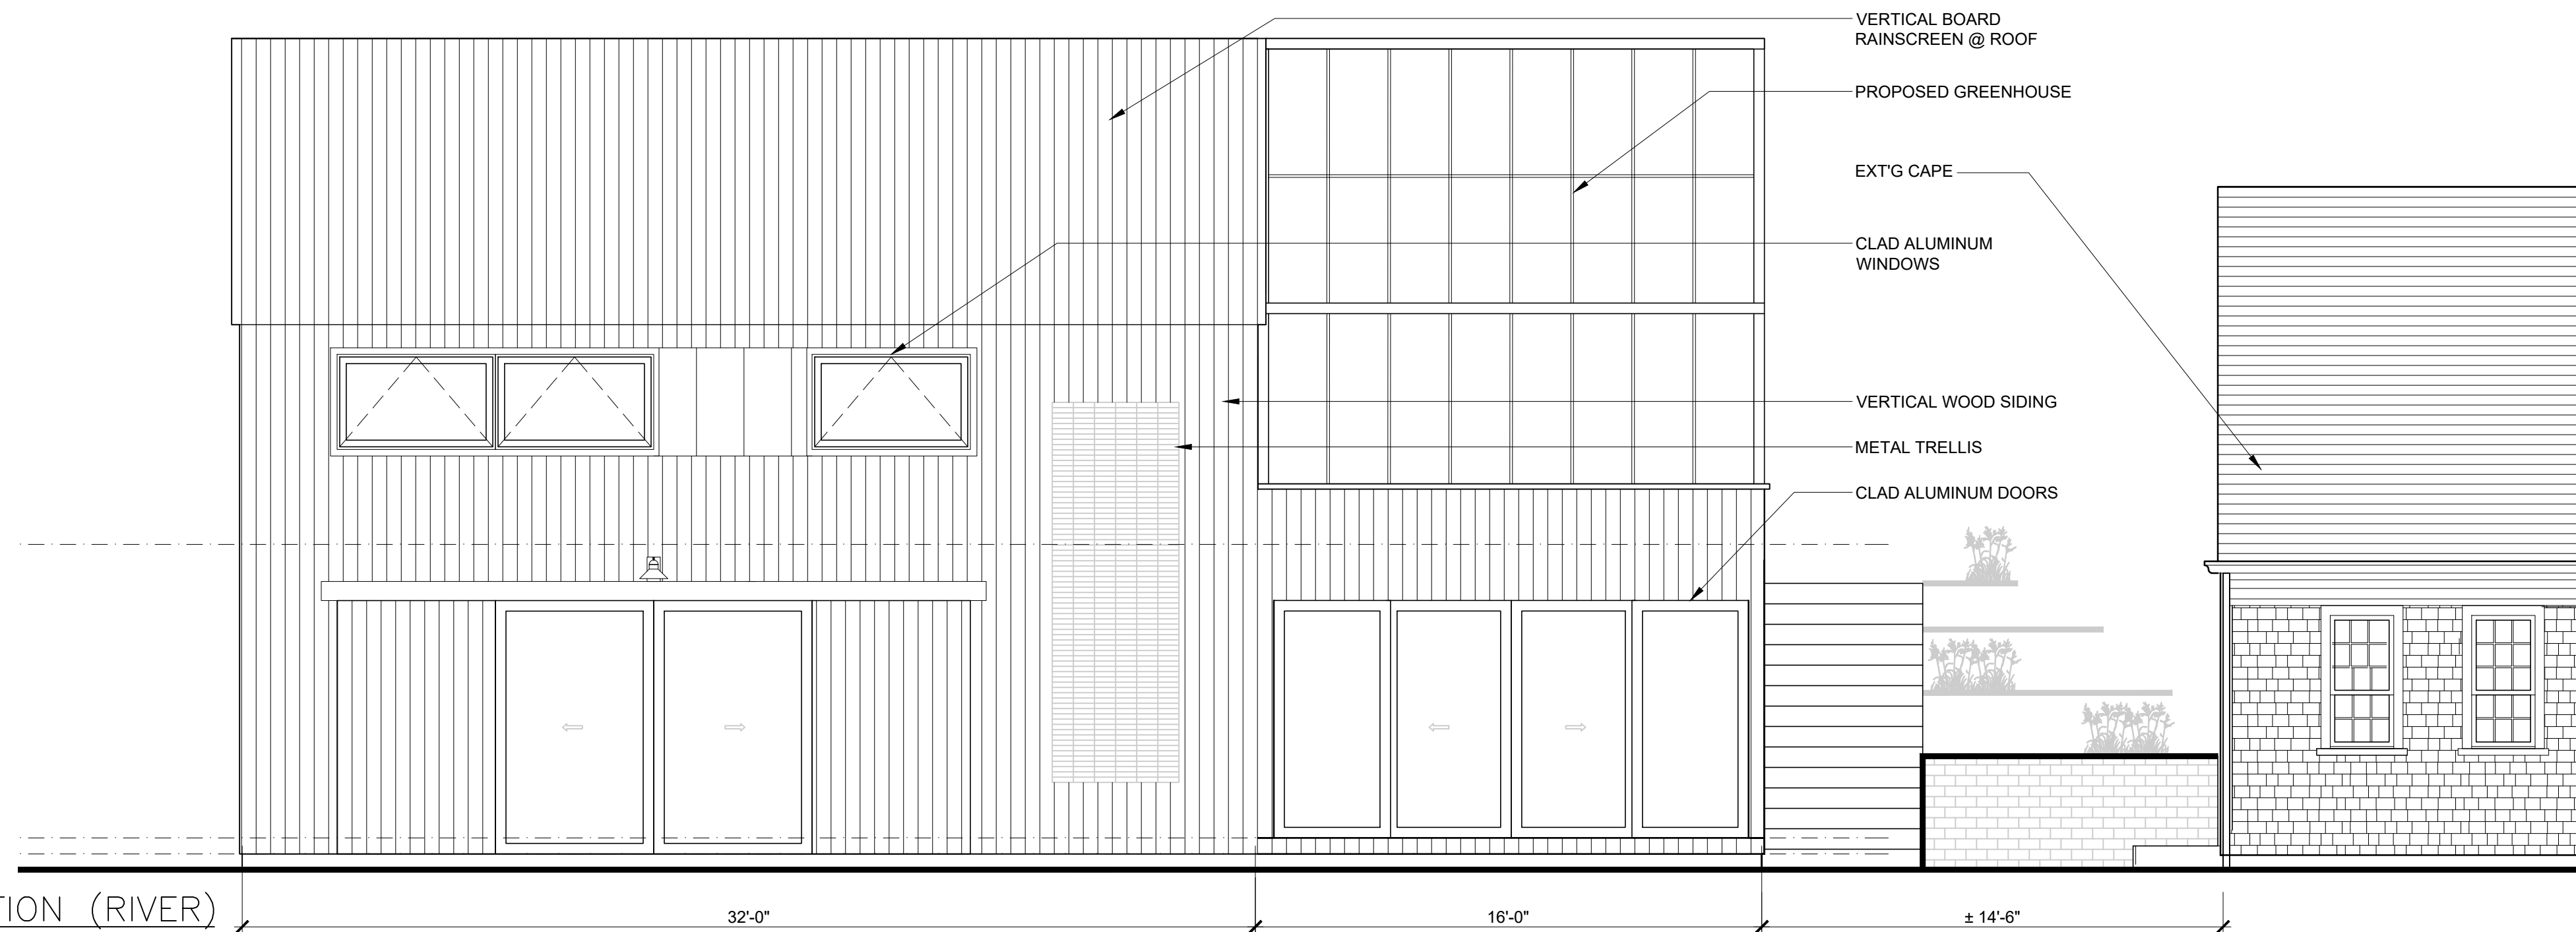 VERTICAL BOARD
RAINSCREEN @ ROOF
PROPOSED GREENHOUSE
EXT'G CAPE
CLAD ALUMINUM
WINDOWS
VERTICAL WOOD SIDING
METAL TRELLIS
CLAD ALUMINUM DOORS
TION (RIVER)
32'-0"
16'-0"
± 14'-6"